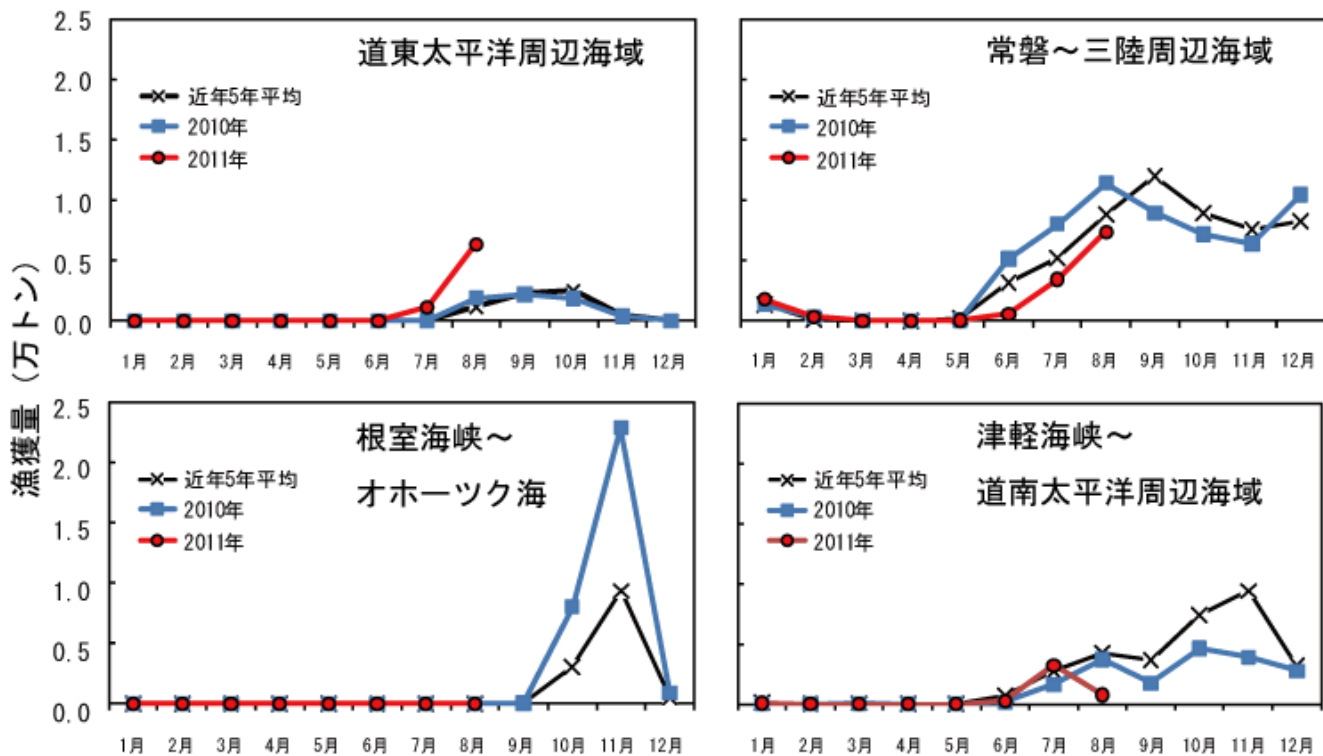 漁獲量(万トン)
道東太平洋周辺海域
近年5年平均
2010年
2011年
2.5
2.0
1.5
1.0
0.5
0.0
1月 2月 3月 4月 5月 6月 7月 8月 9月 10月 11月 12月
常磐～三陸周辺海域
近年5年平均
2010年
2011年
1月 2月 3月 4月 5月 6月 7月 8月 9月 10月 11月 12月
根室海峡～
オホーツク海
近年5年平均
2010年
2011年
2.5
2.0
1.5
1.0
0.5
0.0
1月 2月 3月 4月 5月 6月 7月 8月 9月 10月 11月 12月
津軽海峡～
道南太平洋周辺海域
近年5年平均
2010年
2011年
1月 2月 3月 4月 5月 6月 7月 8月 9月 10月 11月 12月